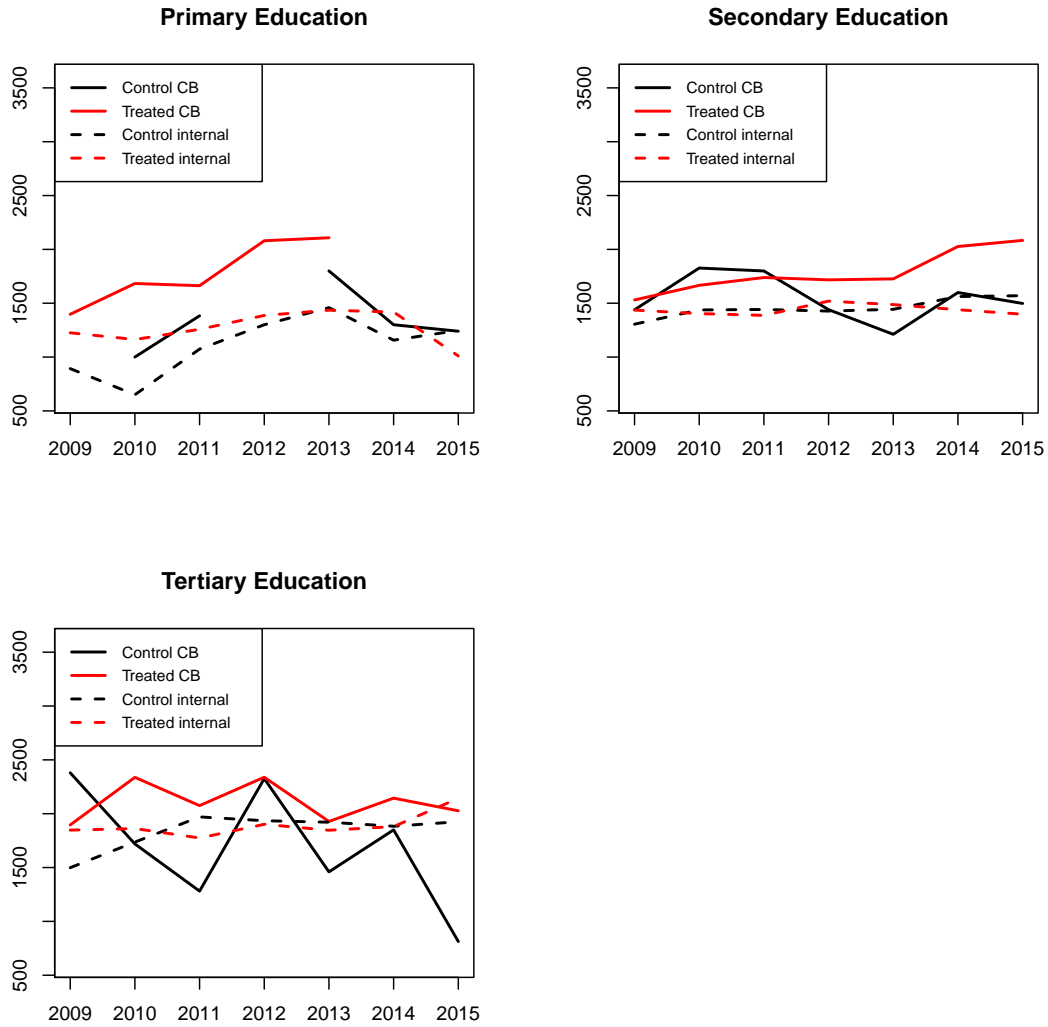 Primary Education
3500
2500
1500
500
Control CB
Treated CB
Control internal
Treated internal
2009 2010 2011 2012 2013 2014 2015
Secondary Education
3500
2500
1500
500
Control CB
Treated CB
Control internal
Treated internal
2009 2010 2011 2012 2013 2014 2015
Tertiary Education
3500
2500
1500
500
Control CB
Treated CB
Control internal
Treated internal
2009 2010 2011 2012 2013 2014 2015